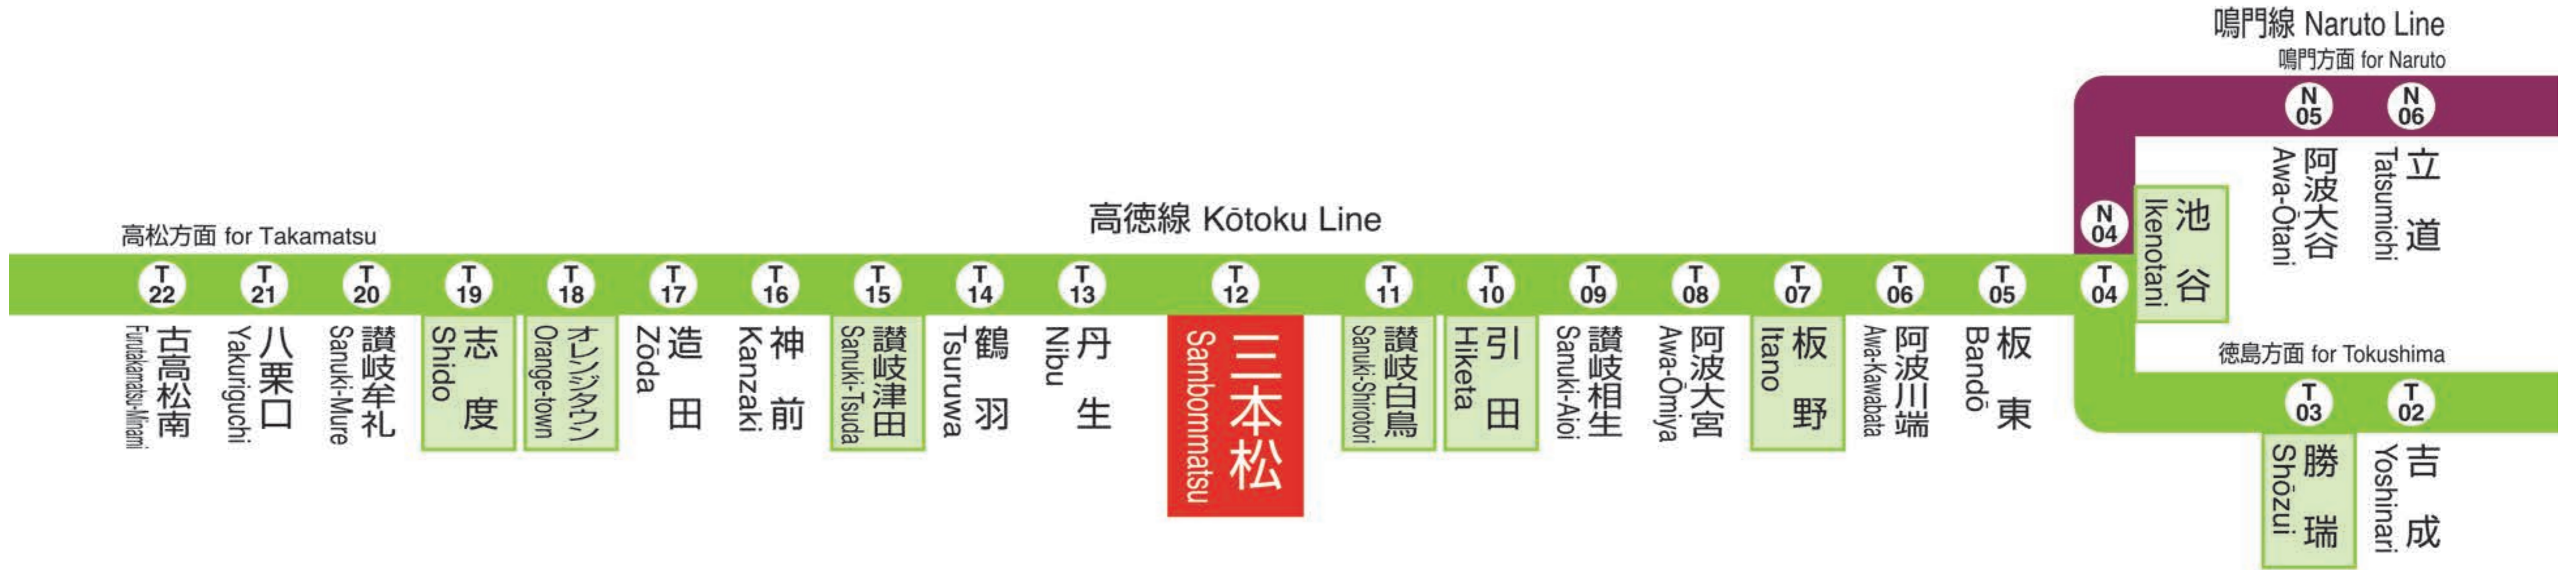 鳴門線 Naruto Line
鳴門方面 for Naruto
N 05
阿波大谷
Awa-Ōtani
N 06
立道
Tatsumichi
高徳線 Kōtoku Line
高松方面 for Takamatsu
T 22
古高松南
Furutakamatsu-Minami
T 21
八栗口
Yakuriguchi
T 20
讃岐牟礼
Sanuki-Mure
T 19
志度
Shido
T 18
オレンジタウン
Orange-town
T 17
造田
Zōda
T 16
神前
Kanzaki
T 15
讃岐津田
Sanuki-Tsuda
T 14
鶴羽
Tsuruwa
T 13
丹生
Nibu
T 12
三本松
Sambommatsu
T 11
讃岐白鳥
Sanuki-Shirotori
T 10
引田
Hiketa
T 09
讃岐相生
Sanuki-Aioi
T 08
阿波大宮
Awa-Ōmiya
T 07
板野
Itano
T 06
阿波川端
Awa-Kawabata
T 05
板東
Bandō
N 04
T 04
池谷
Ikenotani
徳島方面 for Tokushima
T 03
勝瑞
Shōzui
T 02
吉成
Yoshinari